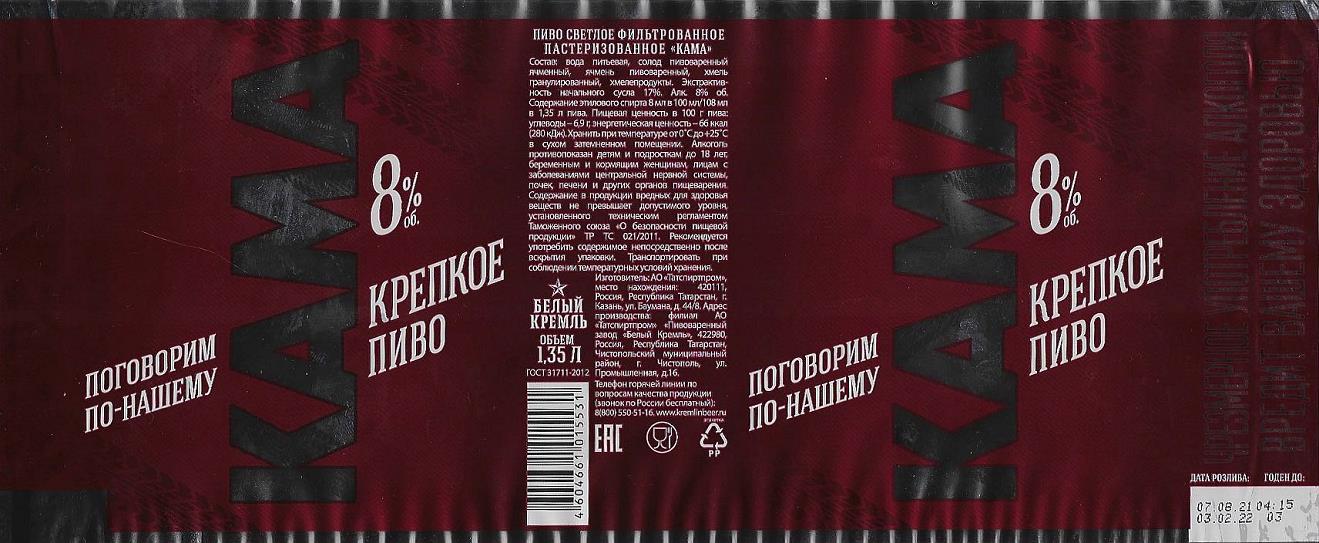 ПОГОВОРИМ
ПО-НАШЕМУ
КАМА
8% об.
КРЕПКОЕ
ПИВО
ПИВО СВЕТЛОЕ ФИЛЬТРОВАННОЕ
ПАСТЕРИЗОВАННОЕ «КАМА»
Состав: вода питьевая, солод пивоваренный
ячменный, ячмень пивоваренный, хмель
гранулированный, хмелепродукты. Экстрактив-
ность начального сусла 17%. Алк. 8% об.
Содержание этилового спирта 8 мл в 100 мл/108 мл
в 1,35 л пива. Пищевая ценность в 100 г пива:
углеводы – 6,9 г, энергетическая ценность – 66 ккал
(280 кДж). Хранить при температуре от 0˚С до +25˚С
в сухом затемненном помещении. Алкоголь
противопоказан детям и подросткам до 18 лет,
беременным и кормящим женщинам, лицам с
заболеваниями центральной нервной системы,
почек, печени и других органов пищеварения.
Содержание в продукции вредных для здоровья
веществ не превышает допустимого уровня,
установленного техническим регламентом
Таможенного союза «О безопасности пищевой
продукции» ТР ТС 021/2011. Рекомендуется
употребить содержимое непосредственно после
вскрытия упаковки. Транспортировать при
соблюдении температурных условий хранения.
Изготовитель: АО «Татспиртпром»,
место нахождения: 420111,
Россия, Республика Татарстан, г.
Казань, ул. Баумана, д. 44/8. Адрес
производства: филиал АО
«Татспиртпром» «Пивоваренный
завод «Белый Кремль», 422980,
Россия, Республика Татарстан,
Чистопольский муниципальный
район, г. Чистополь, ул.
Промышленная, д.16.
Телефон горячей линии по
вопросам качества продукции
(звонок по России бесплатный):
8(800) 550-51-16. www.kremlinbeer.ru
БЕЛЫЙ
КРЕМЛЬ
ОБЪЕМ
1,35 Л
ГОСТ 31711-2012
4 604661 015531
ЕАС
этикетка
PP
ПОГОВОРИМ
ПО-НАШЕМУ
КАМА
8% об.
КРЕПКОЕ
ПИВО
ЧРЕЗМЕРНОЕ УПОТРЕБЛЕНИЕ АЛКОГОЛЯ
ВРЕДИТ ВАШЕМУ ЗДОРОВЬЮ
ДАТА РОЗЛИВА: ГОДЕН ДО:
07.08.21 04:15
03.02.22 03